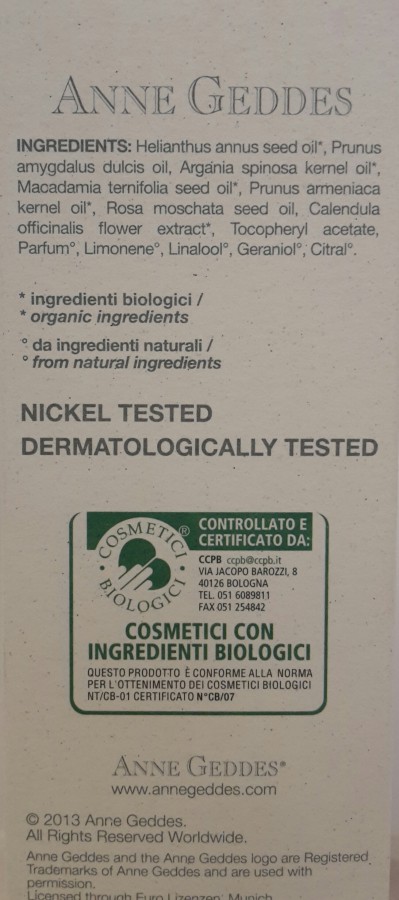 ANNE GEDDES
INGREDIENTS: Helianthus annus seed oil*, Prunus
amygdalus dulcis oil, Argania spinosa kernel oil*,
Macadamia ternifolia seed oil*, Prunus armeniaca
kernel oil*, Rosa moschata seed oil, Calendula
officinalis flower extract*, Tocopheryl acetate,
Parfum°, Limonene°, Linalool°, Geraniol°, Citral°.
* ingredienti biologici /
* organic ingredients
° da ingredienti naturali /
° from natural ingredients
NICKEL TESTED
DERMATOLOGICALLY TESTED
• COSMETICI • BIOLOGICI ®
CONTROLLATO E
CERTIFICATO DA:
CCPB ccpb@ccpb.it
VIA JACOPO BAROZZI, 8
40126 BOLOGNA
TEL. 051 6089811
FAX 051 254842
COSMETICI CON
INGREDIENTI BIOLOGICI
QUESTO PRODOTTO È CONFORME ALLA NORMA
PER L'OTTENIMENTO DEI COSMETICI BIOLOGICI
NT/CB-01 CERTIFICATO N°CB/07
ANNE GEDDES®
www.annegeddes.com
© 2013 Anne Geddes.
All Rights Reserved Worldwide.
Anne Geddes and the Anne Geddes logo are Registered
Trademarks of Anne Geddes and are used with
permission.
Licensed through Euro Lizenzen, Munich